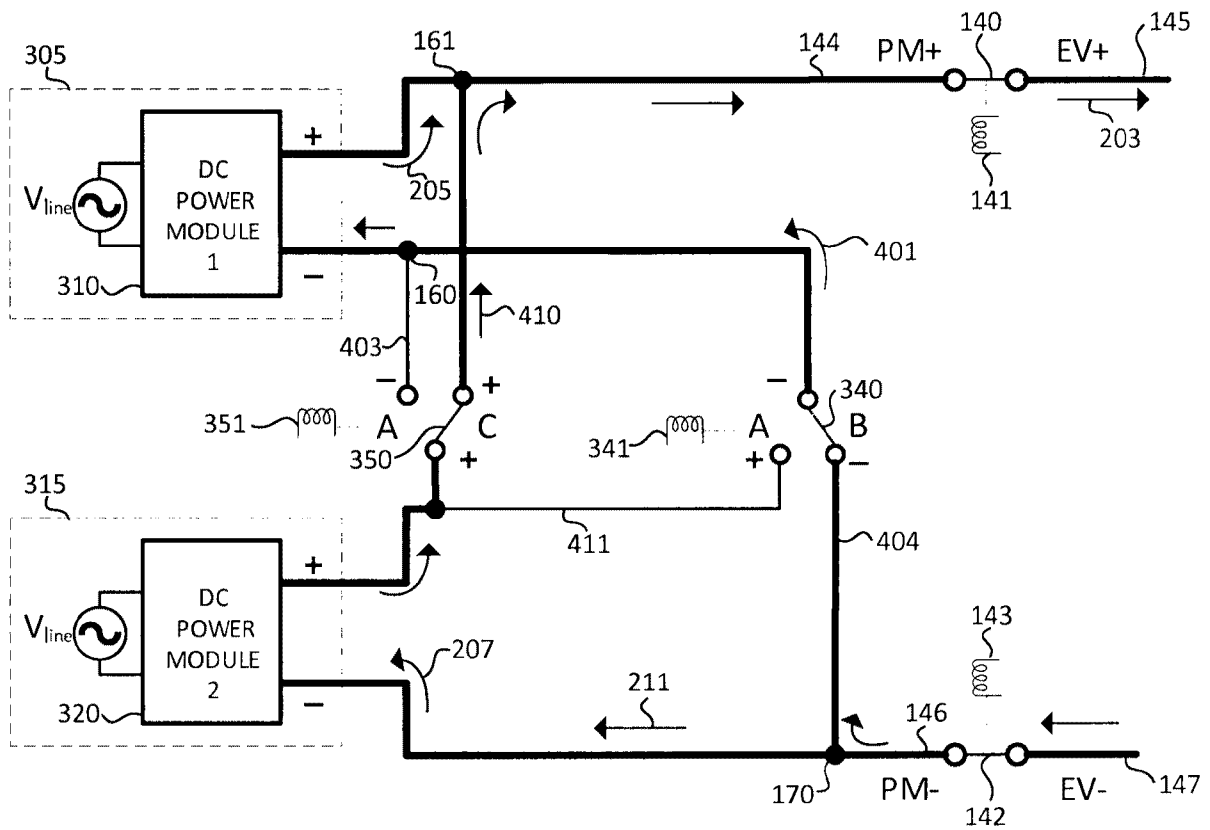 161
140
145
305
144
PM+
EV+
203
+
DC
POWER
MODULE
1
Vline
205
141
401
−
310
160
410
403
−
+
−
340
351
A
C
341
A
B
350
+
+
−
315
411
404
+
DC
POWER
MODULE
2
Vline
143
207
211
146
320
−
170
PM-
EV-
147
142